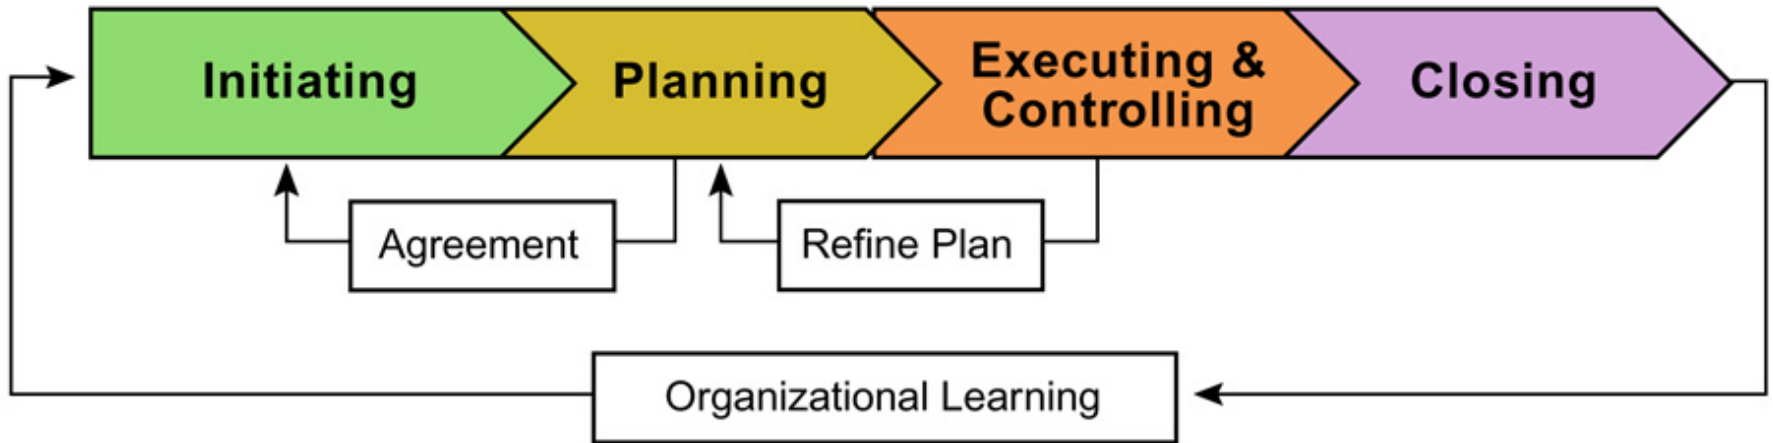 Initiating
Planning
Executing &
Controlling
Closing
Agreement
Refine Plan
Organizational Learning